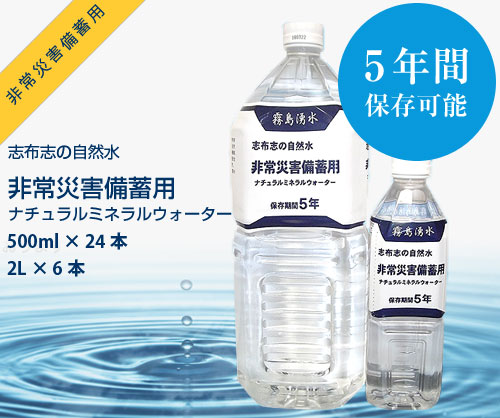 非常災害備蓄用
5年間
保存可能
志布志の自然水
非常災害備蓄用
ナチュラルミネラルウォーター
500ml × 24本
2L × 6本
霧島湧水
志布志の自然水
非常災害備蓄用
ナチュラルミネラルウォーター
保存期間5年
霧島湧水
志布志の自然水
非常災害備蓄用
ナチュラルミネラルウォーター
保存期間5年